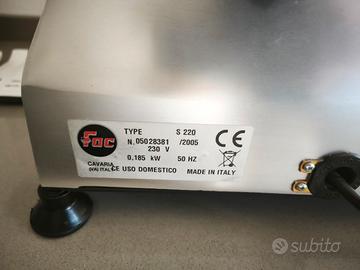 Fac
TYPE S 220
N. 05028381 /2005
230 V
0.185 kW 50 HZ
CE
CAVARIA
(VA) ITALY
CE USO DOMESTICO MADE IN ITALY
subito